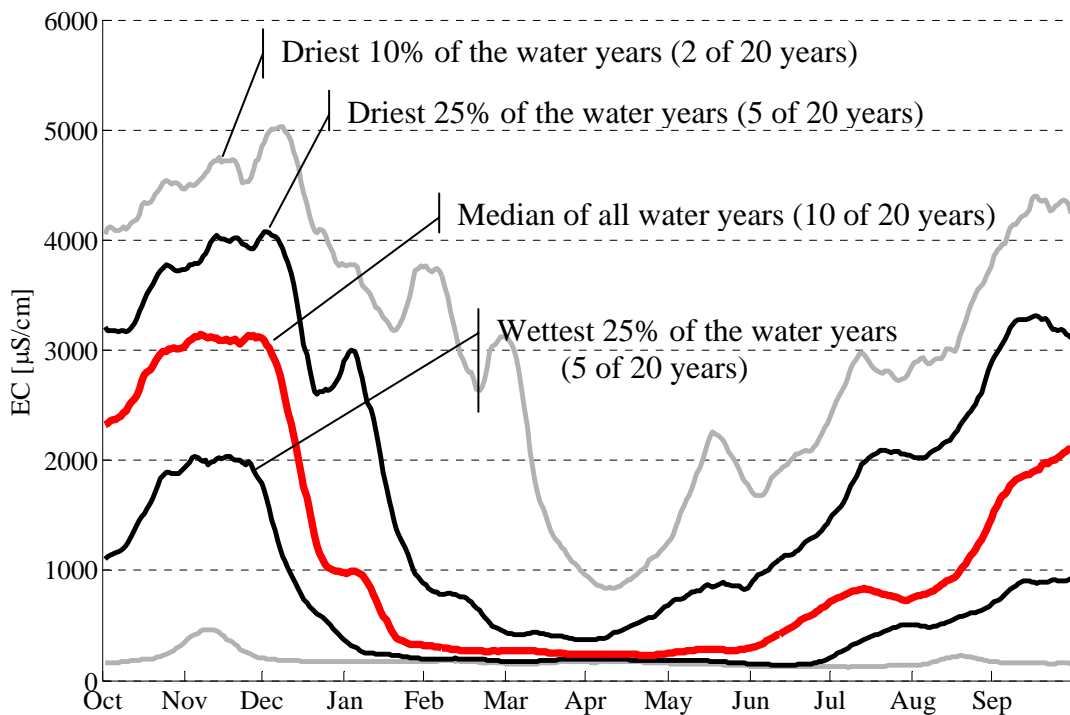 6000
5000
4000
3000
2000
1000
0
EC [µS/cm]
Driest 10% of the water years (2 of 20 years)
Driest 25% of the water years (5 of 20 years)
Median of all water years (10 of 20 years)
Wettest 25% of the water years
(5 of 20 years)
Oct Nov Dec Jan Feb Mar Apr May Jun Jul Aug Sep